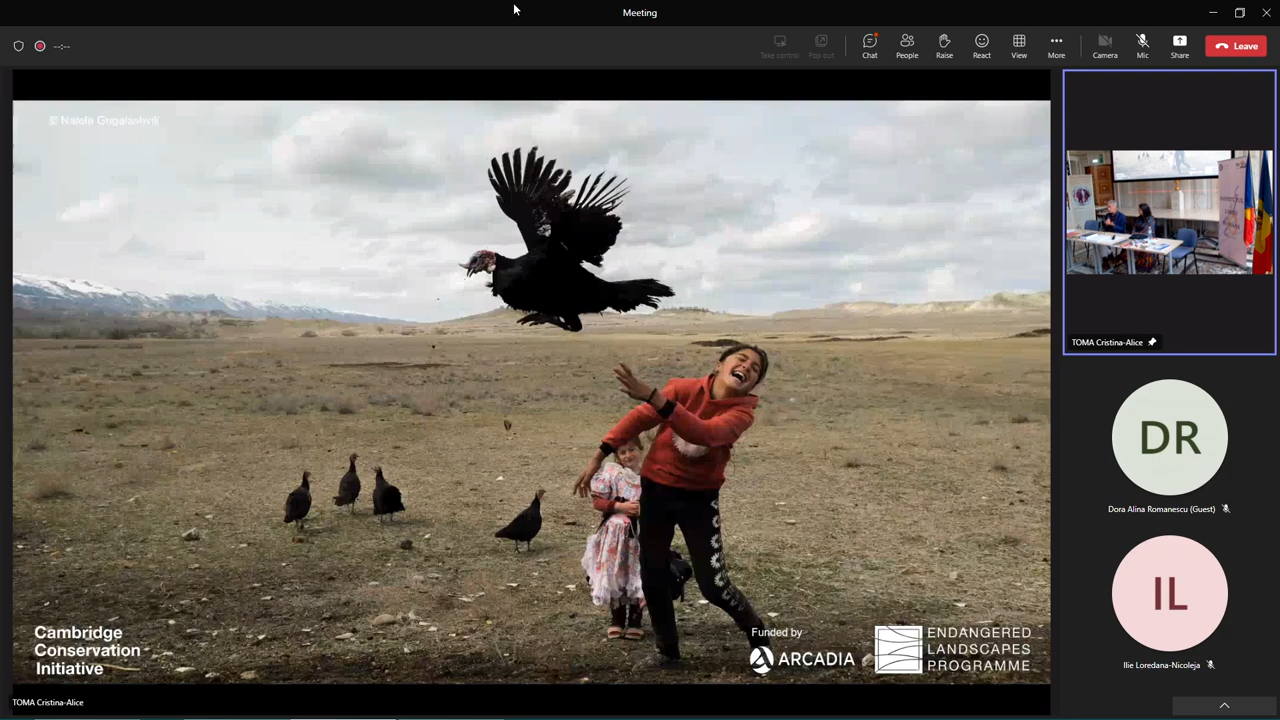 Meeting
--:--
Take control
Pop out
Chat
People
Raise
React
View
More
Camera
Mic
Share
Leave
TOMA Cristina-Alice
DR
Dora Alina Romanescu (Guest)
IL
Ilie Loredana-Nicoleja
Cambridge
Conservation
Initiative
Funded by
ARCADIA
ENDANGERED
LANDSCAPES
PROGRAMME
TOMA Cristina-Alice